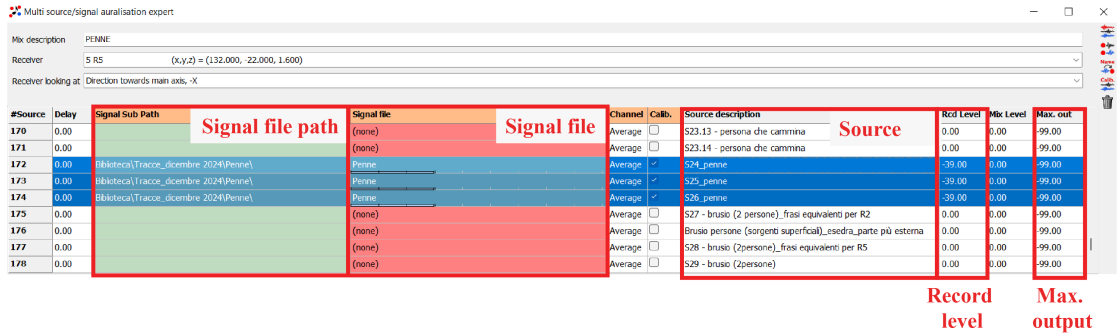 Multi source/signal auralisation expert
Mix description PENNE
Receiver 5 R5 (x,y,z) = (132.000, -22.000, 1.600)
Receiver looking at Direction towards main axis, -X
Name
Calib.
#Source Delay Signal Sub Path Signal file Channel Calib. Source description Rcd Level Mix Level Max. out
Signal file path Signal file Source
170 0.00 (none) Average S23.13 - persona che cammina 0.00 0.00 -99.00
171 0.00 (none) Average S23.14 - persona che cammina 0.00 0.00 -99.00
172 0.00 Biblioteca\Tracce_dicembre 2024\Penne\ Penne Average S24_penne -39.00 0.00 -99.00
173 0.00 Biblioteca\Tracce_dicembre 2024\Penne\ Penne Average S25_penne -39.00 0.00 -99.00
174 0.00 Biblioteca\Tracce_dicembre 2024\Penne\ Penne Average S26_penne -39.00 0.00 -99.00
175 0.00 (none) Average S27 - brusio (2 persone)_frasi equivalenti per R2 0.00 0.00 -99.00
176 0.00 (none) Average Brusio persone (sorgenti superficiali)_esedra_parte più esterna 0.00 0.00 -99.00
177 0.00 (none) Average S28 - brusio (2persone)_frasi equivalenti per R5 0.00 0.00 -99.00
178 0.00 (none) Average S29 - brusio (2persone) 0.00 0.00 -99.00
Record Max.
level output